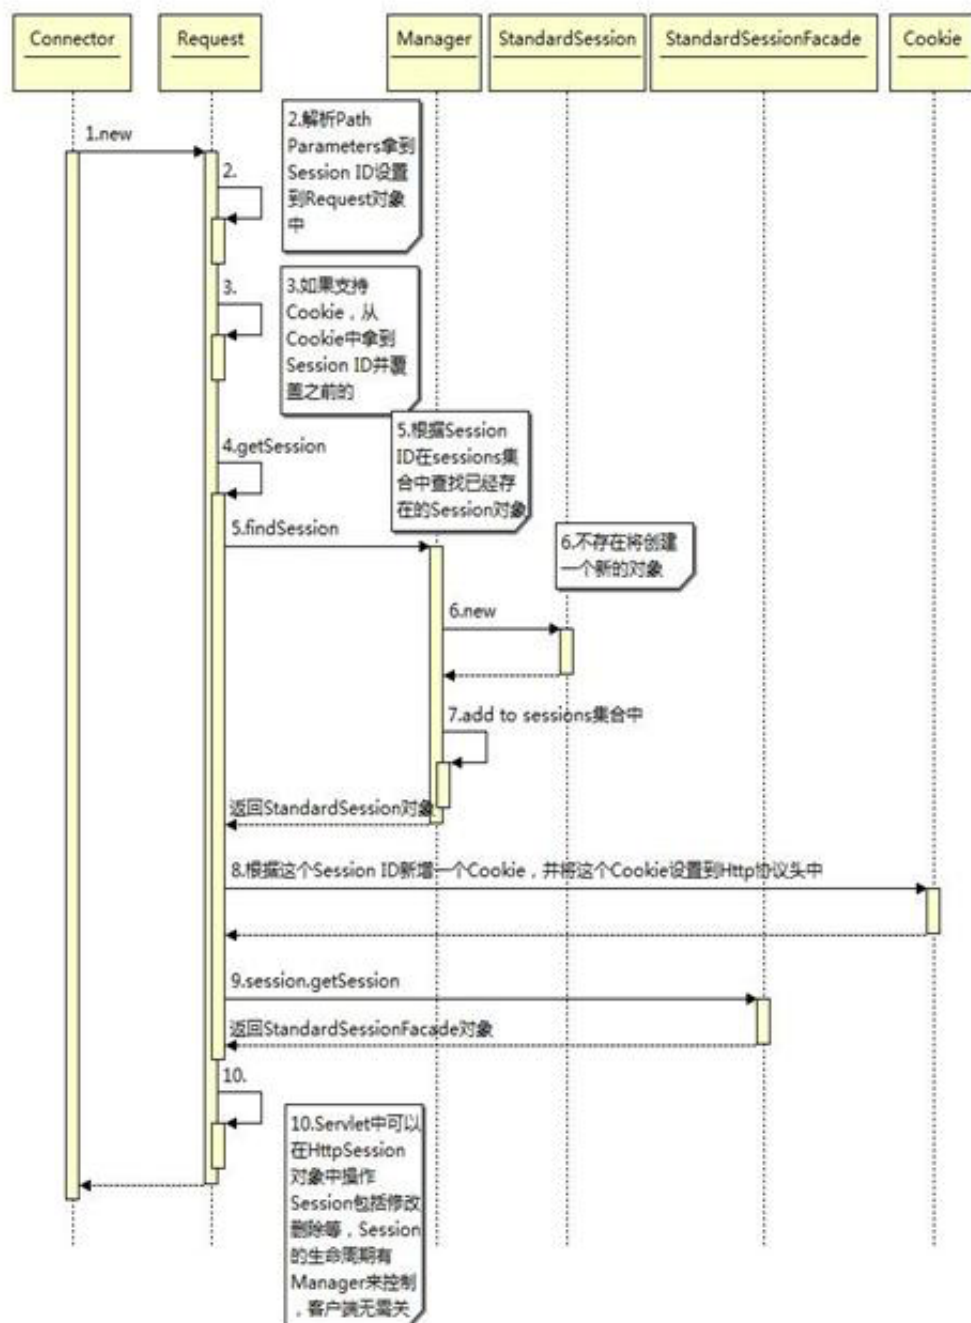 Connector
Request
Manager
StandardSession
StandardSessionFacade
Cookie
1.new
2.解析Path
Parameters拿到
Session ID设置
到Request对象
中
2.
3.如果支持
Cookie，从
Cookie中拿到
Session ID并覆
盖之前的
3.
5.根据Session
ID在sessions集
合中查找已经存
在的Session对象
4.getSession
5.findSession
6.不存在将创建
一个新的对象
6.new
7.add to sessions集合中
返回StandardSession对象
8.根据这个Session ID新增一个Cookie，并将这个Cookie设置到Http协议头中
9.session.getSession
返回StandardSessionFacade对象
10.
10.Servlet中可以
在HttpSession
对象中操作
Session包括修改
删除等，Session
的生命周期有
Manager来控制
，客户端无需关